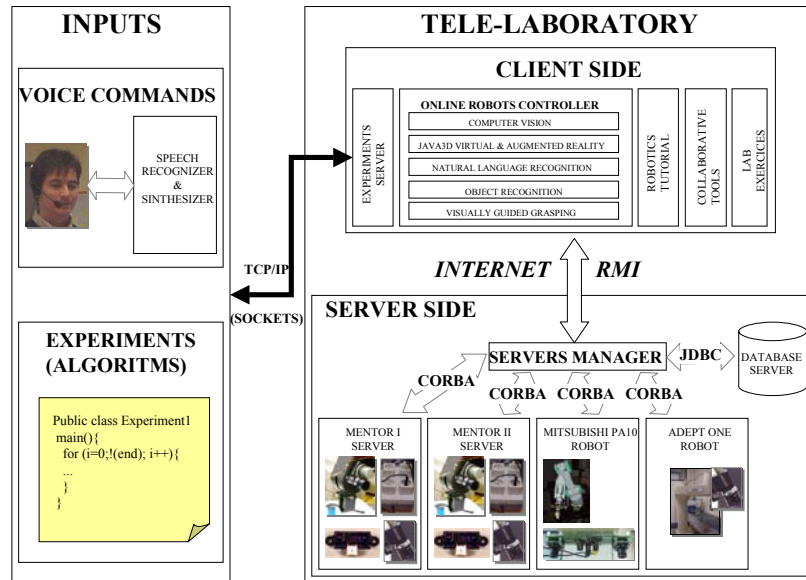 INPUTS
VOICE COMMANDS
SPEECH
RECOGNIZER
&
SINTHESIZER
EXPERIMENTS
(ALGORITMS)
Public class Experiment1
main(){
for (i=0;!(end); i++){
...
}
}
TCP/IP
(SOCKETS)
TELE-LABORATORY
CLIENT SIDE
EXPERIMENTS
SERVER
ONLINE ROBOTS CONTROLLER
COMPUTER VISION
JAVA3D VIRTUAL & AUGMENTED REALITY
NATURAL LANGUAGE RECOGNITION
OBJECT RECOGNITION
VISUALLY GUIDED GRASPING
ROBOTICS
TUTORIAL
COLLABORATIVE
TOOLS
LAB
EXERCICES
INTERNET RMI
SERVER SIDE
SERVERS MANAGER
JDBC
DATABASE
SERVER
CORBA
CORBA
CORBA
CORBA
MENTOR I
SERVER
MENTOR II
SERVER
MITSUBISHI PA10
ROBOT
ADEPT ONE
ROBOT